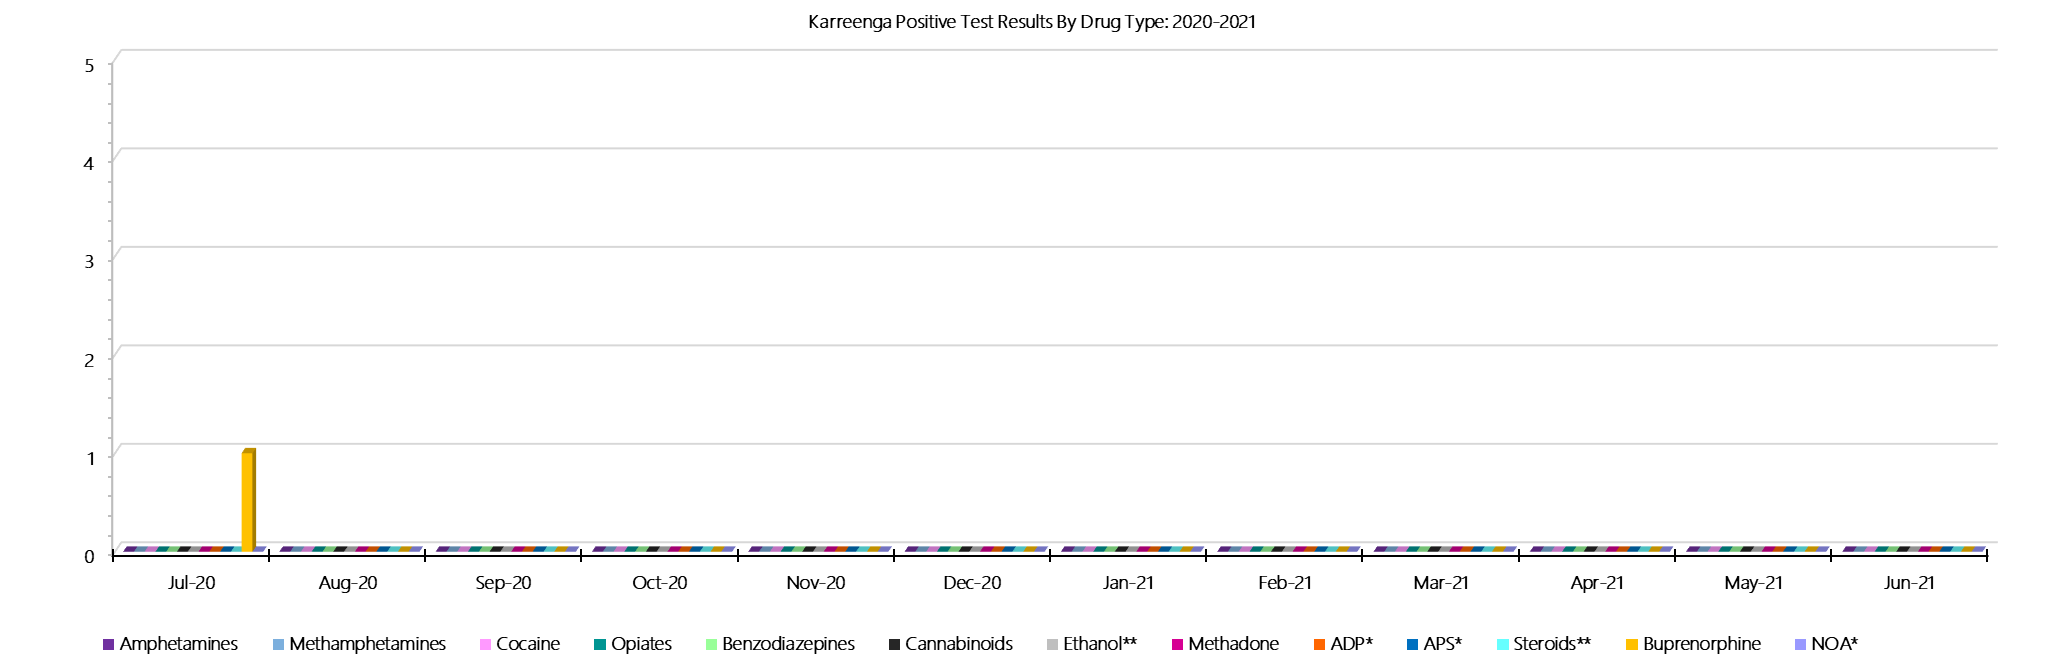 Karreenga Positive Test Results By Drug Type: 2020-2021
5
4
3
2
1
0
Jul-20 Aug-20 Sep-20 Oct-20 Nov-20 Dec-20 Jan-21 Feb-21 Mar-21 Apr-21 May-21 Jun-21
Amphetamines Methamphetamines Cocaine Opiates Benzodiazepines Cannabinoids Ethanol** Methadone ADP* APS* Steroids** Buprenorphine NOA*